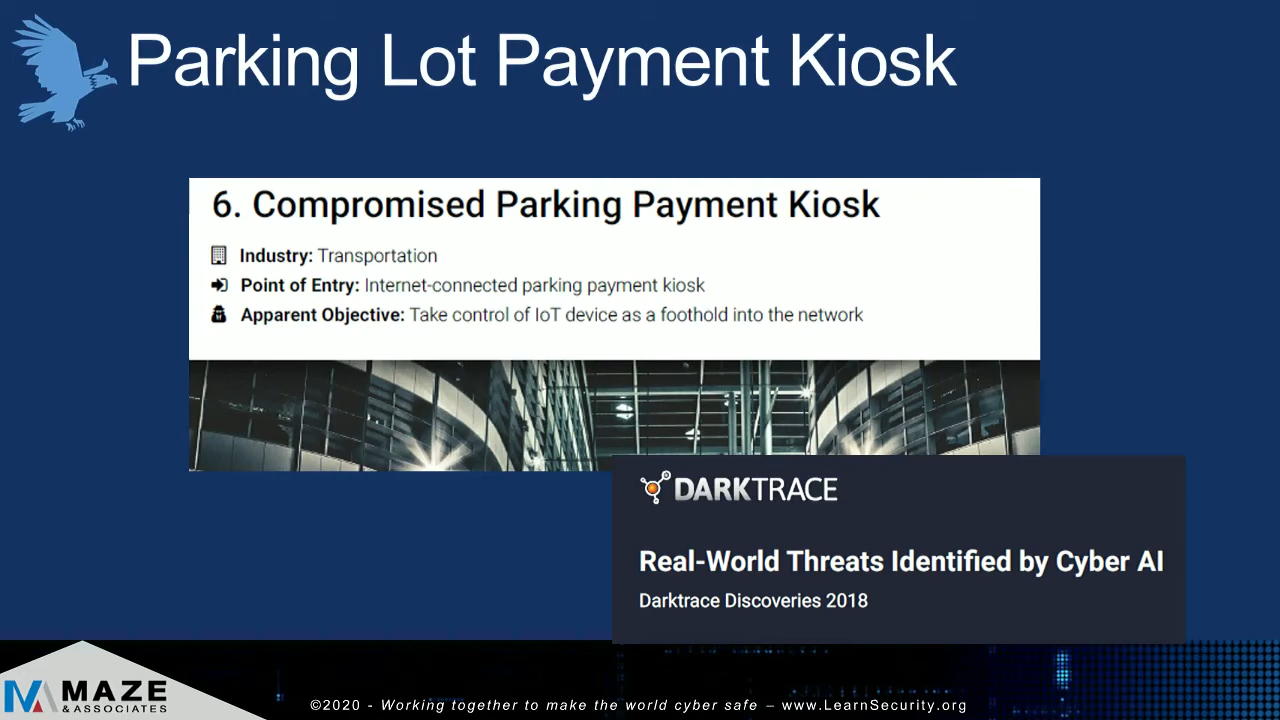 Parking Lot Payment Kiosk
6. Compromised Parking Payment Kiosk
Industry: Transportation
Point of Entry: Internet-connected parking payment kiosk
Apparent Objective: Take control of IoT device as a foothold into the network
DARKTRACE
Real-World Threats Identified by Cyber AI
Darktrace Discoveries 2018
MAZE
& ASSOCIATES
©2020 - Working together to make the world cyber safe – www.LearnSecurity.org